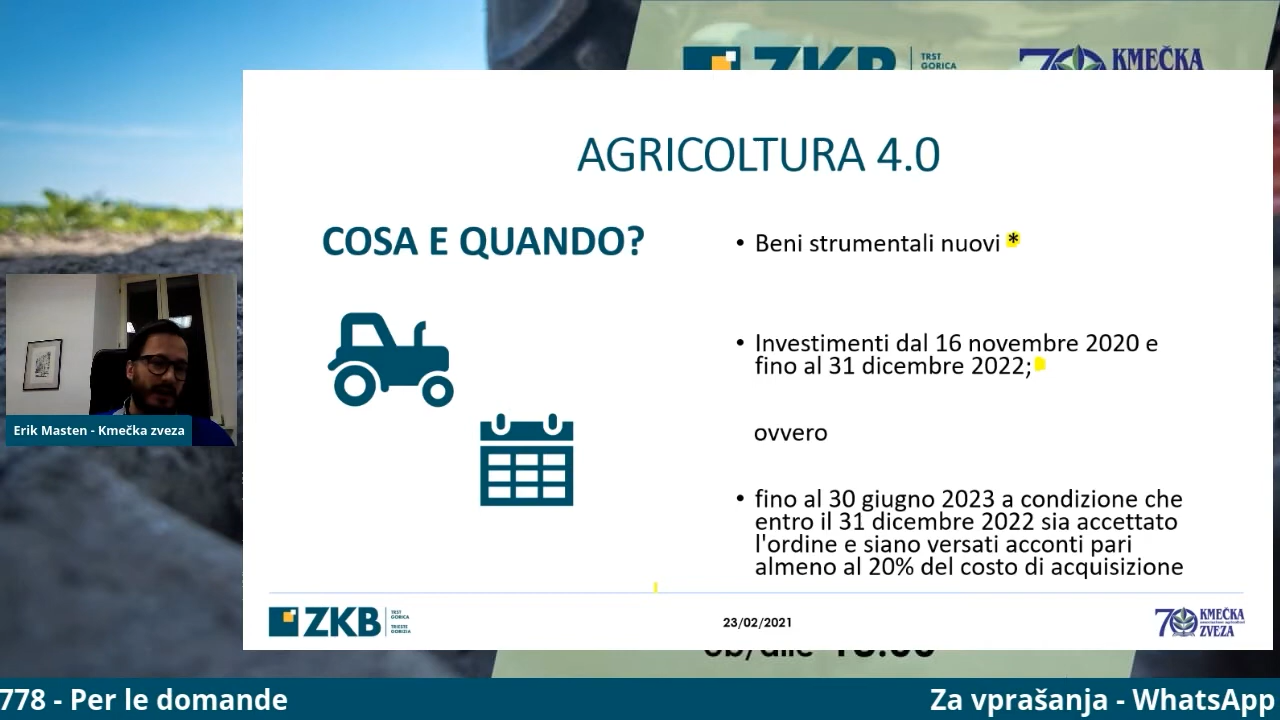 ZKB
TRST
GORICA
70 KMEČKA
AGRICOLTURA 4.0
COSA E QUANDO?
• Beni strumentali nuovi *
• Investimenti dal 16 novembre 2020 e
fino al 31 dicembre 2022;
ovvero
• fino al 30 giugno 2023 a condizione che
entro il 31 dicembre 2022 sia accettato
l'ordine e siano versati acconti pari
almeno al 20% del costo di acquisizione
Erik Masten - Kmečka zveza
ZKB
TRST
GORICA
TRIESTE
GORIZIA
23/02/2021
70 KMEČKA
ZVEZA
ob/alle
778 - Per le domande
Za vprašanja - WhatsApp